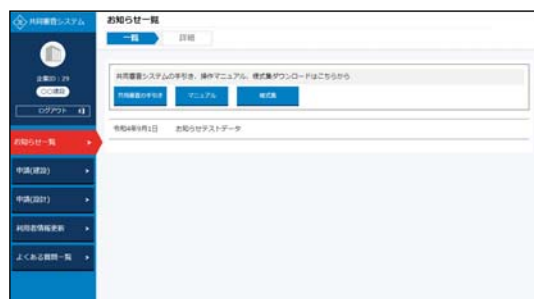 共同審査システム
企業ID：29
〇〇建設
ログアウト
お知らせ一覧
申請(建設)
申請(設計)
利用者情報更新
よくある質問一覧
お知らせ一覧
一覧
詳細
共同審査システムの手引き、操作マニュアル、様式集ダウンロードはこちらから
共同審査の手引き
マニュアル
様式集
令和4年9月1日 お知らせテストデータ